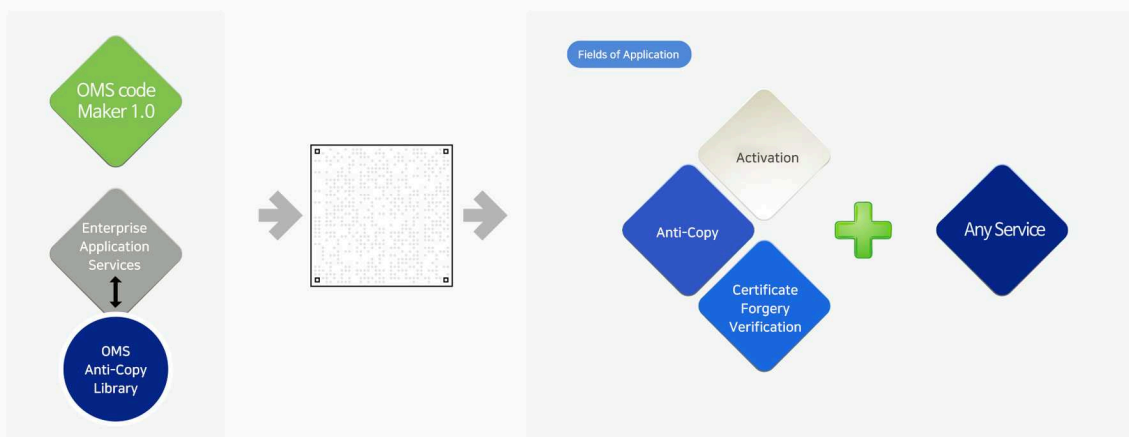 OMS code
Maker 1.0
Enterprise
Application
Services
OMS
Anti-Copy
Library
Fields of Application
Activation
Anti-Copy
Certificate
Forgery
Verification
Any Service